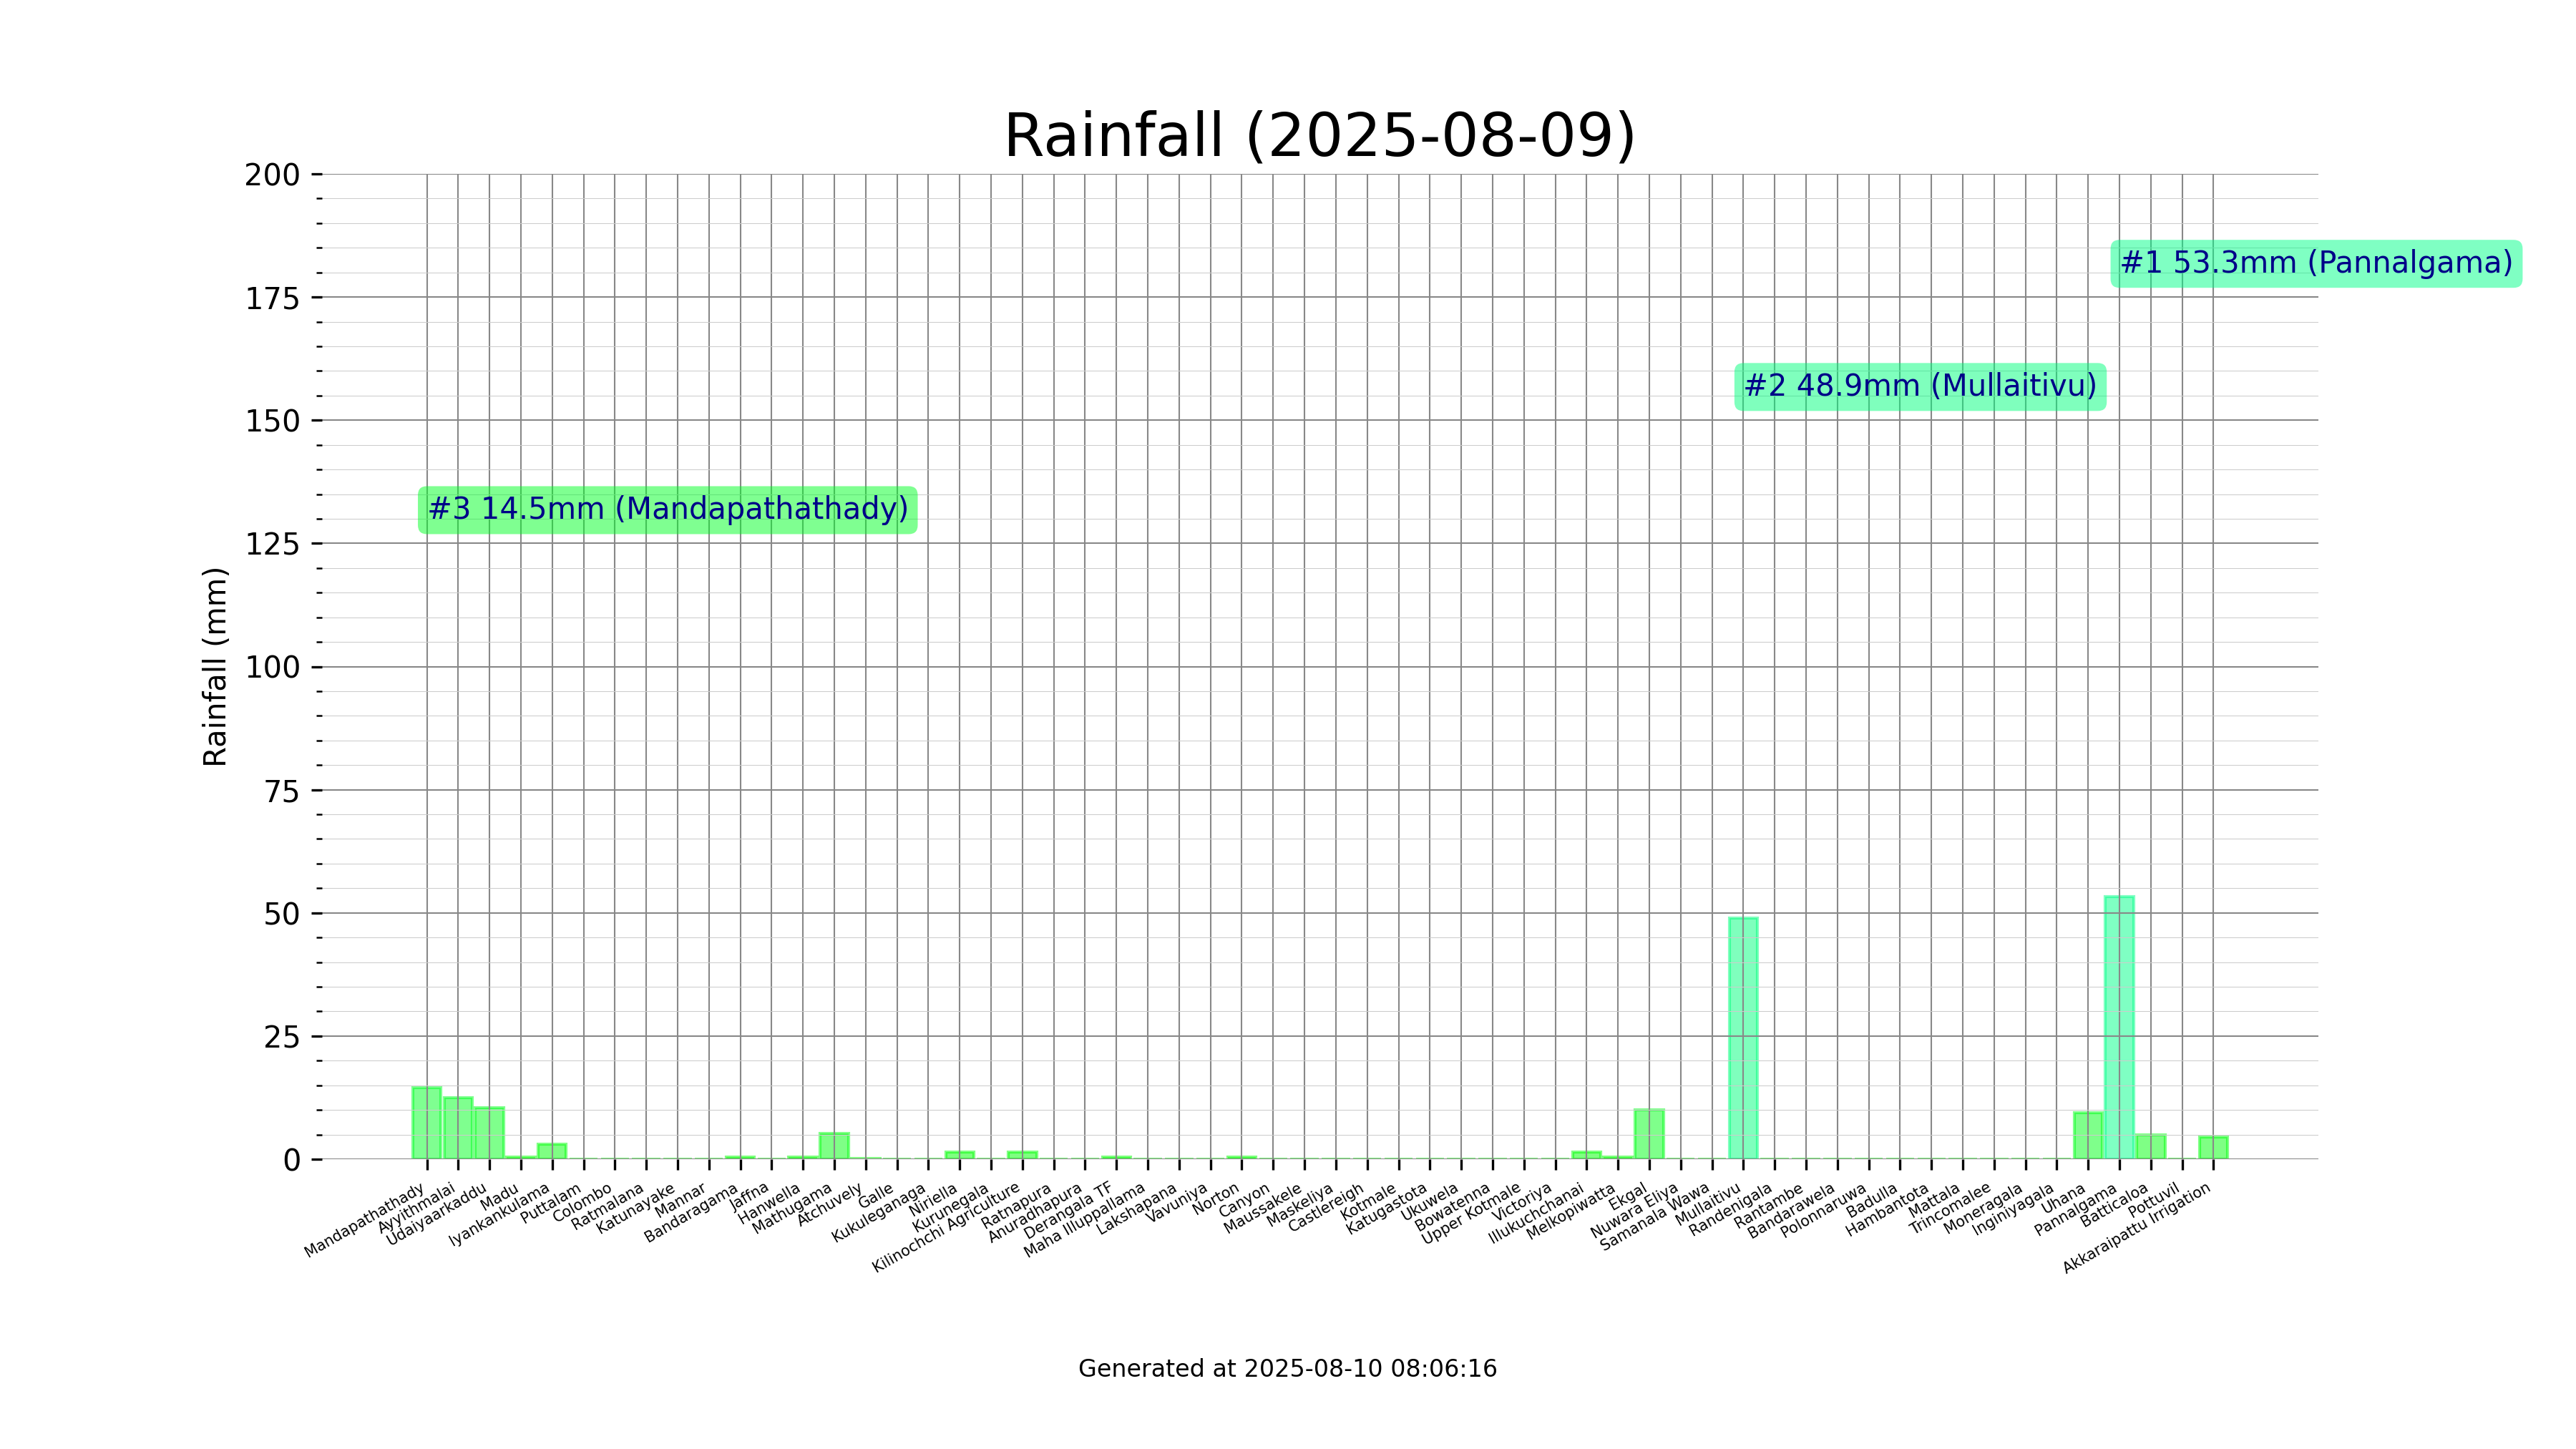 Rainfall (2025-08-09)
200
175
150
125
100
75
50
25
0
Rainfall (mm)
#1 53.3mm (Pannalgama)
#2 48.9mm (Mullaitivu)
#3 14.5mm (Mandapathathady)
Mandapathathady
Ayyithmalai
Udaiyaarkaddu
Madu
Iyankankulama
Puttalam
Colombo
Ratmalana
Katunayake
Mannar
Bandaragama
Jaffna
Hanwella
Mathugama
Atchuvely
Galle
Kukuleganaga
Niriella
Kurunegala
Kilinochchi Agriculture
Ratnapura
Anuradhapura
Derangala TF
Maha Illuppallama
Lakshapana
Vavuniya
Norton
Canyon
Maussakele
Maskeliya
Castlereigh
Kotmale
Katugastota
Ukuwela
Bowatenna
Upper Kotmale
Victoriya
Illukuchchanai
Melkopiwatta
Ekgal
Nuwara Eliya
Samanala Wawa
Mullaitivu
Randenigala
Rantambe
Bandarawela
Polonnaruwa
Badulla
Hambantota
Mattala
Trincomalee
Moneragala
Inginiyagala
Uhana
Pannalgama
Batticaloa
Pottuvil
Akkaraipattu Irrigation
Generated at 2025-08-10 08:06:16